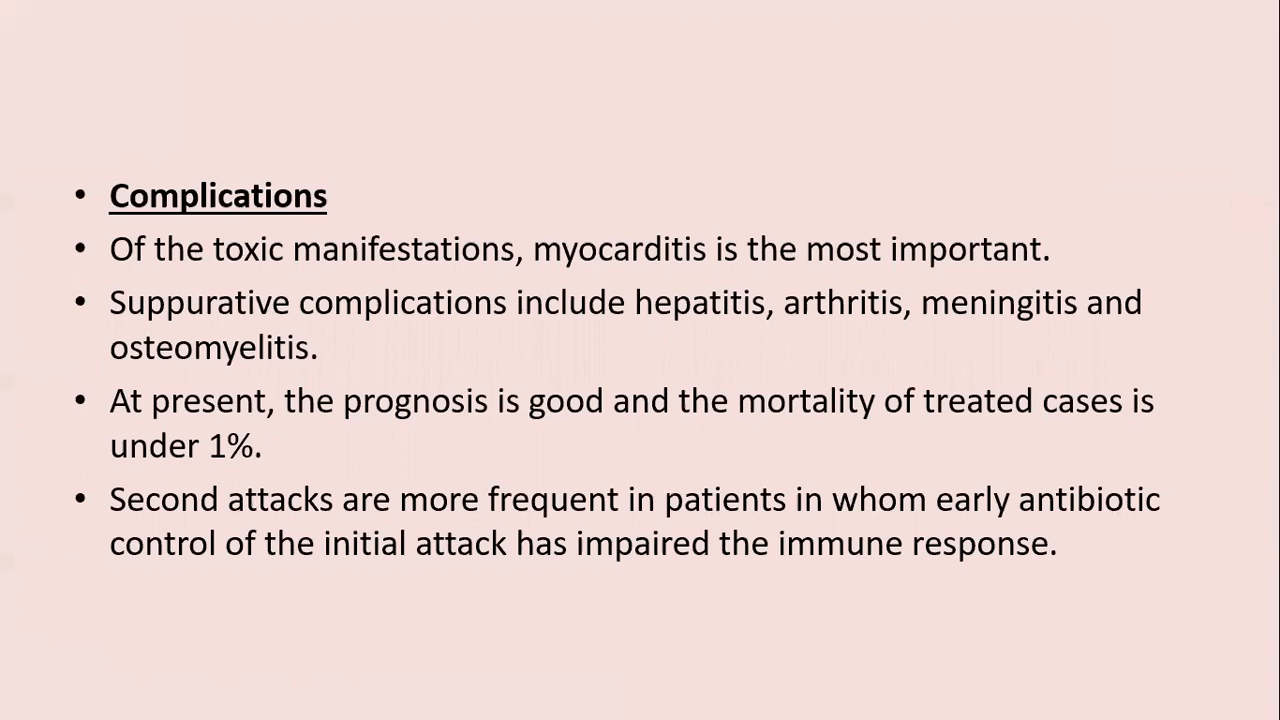 • Complications
• Of the toxic manifestations, myocarditis is the most important.
• Suppurative complications include hepatitis, arthritis, meningitis and
osteomyelitis.
• At present, the prognosis is good and the mortality of treated cases is
under 1%.
• Second attacks are more frequent in patients in whom early antibiotic
control of the initial attack has impaired the immune response.